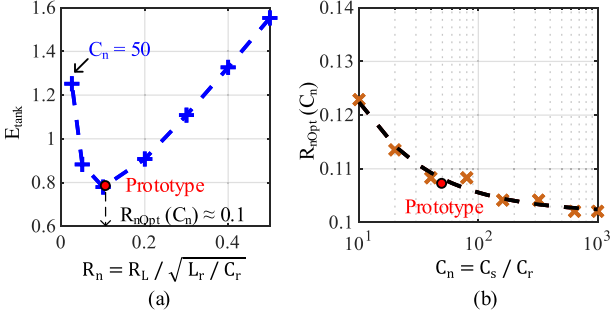 (a)
1.6
1.4
1.2
1
0.8
0.6
E_tank
C_n = 50
Prototype
R_nOpt (C_n) ≈ 0.1
0 0.2 0.4
R_n = R_L / √L_r / C_r
(a)
(b)
0.14
0.13
0.12
0.11
0.1
R_nOpt (C_n)
Prototype
10^1 10^2 10^3
C_n = C_s / C_r
(b)